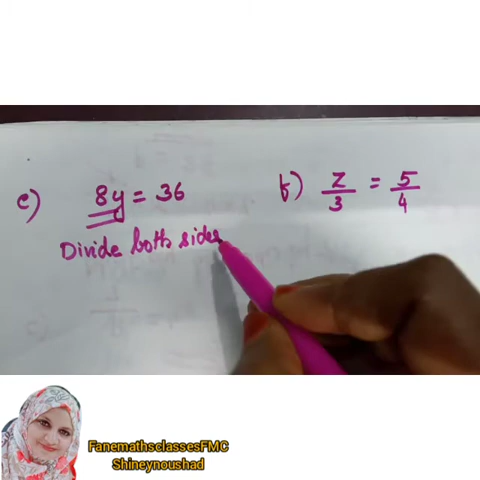 e) 8y = 36
Divide both sides
f) z/3 = 5/4
FanemathsclassesFMC
Shineynoushad